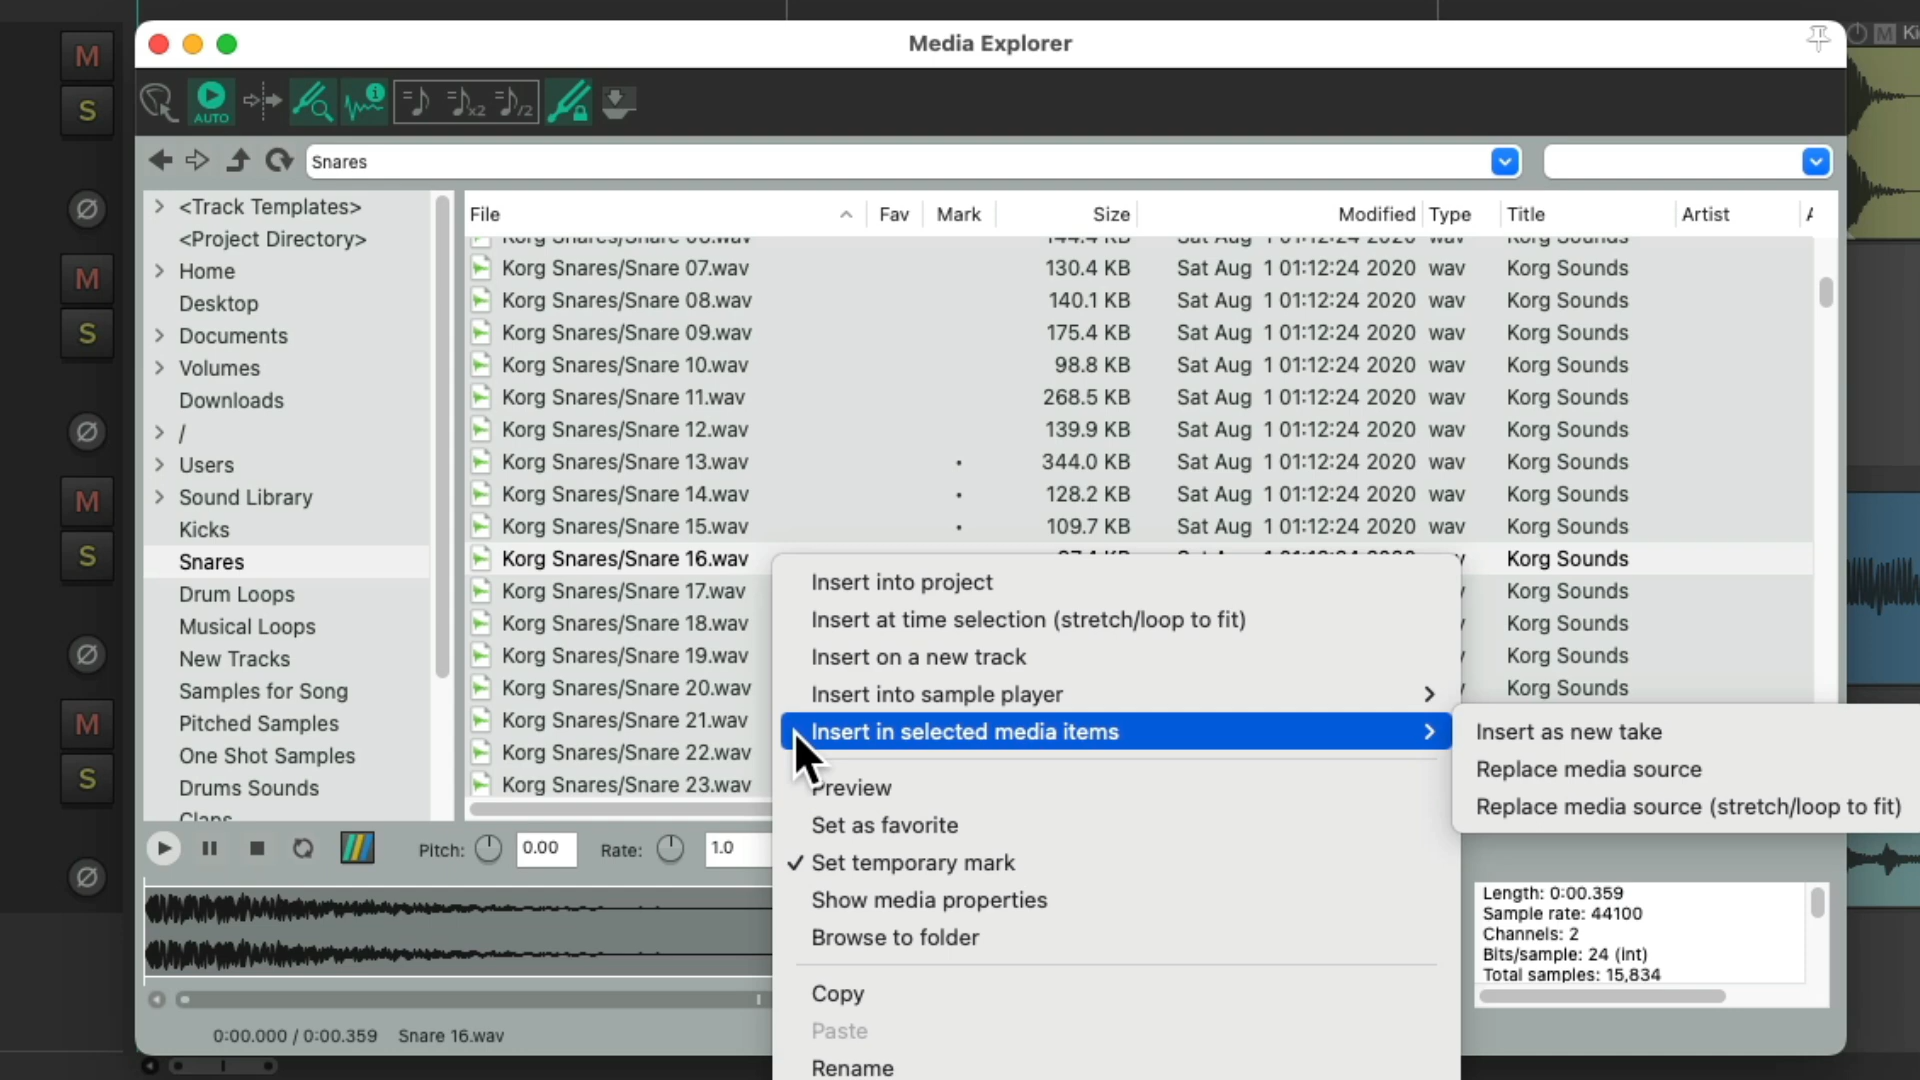 Media Explorer
M
S
M
S
M
S
M
S
M
AUTO
x2
/2
Snares
File Fav Mark Size Modified Type Title Artist
<Track Templates>
<Project Directory>
Home
Desktop
Documents
Volumes
Downloads
/
Users
Sound Library
Kicks
Snares
Drum Loops
Musical Loops
New Tracks
Samples for Song
Pitched Samples
One Shot Samples
Drums Sounds
Claps
Korg Snares/Snare 07.wav 130.4 KB Sat Aug 1 01:12:24 2020 wav Korg Sounds
Korg Snares/Snare 08.wav 140.1 KB Sat Aug 1 01:12:24 2020 wav Korg Sounds
Korg Snares/Snare 09.wav 175.4 KB Sat Aug 1 01:12:24 2020 wav Korg Sounds
Korg Snares/Snare 10.wav 98.8 KB Sat Aug 1 01:12:24 2020 wav Korg Sounds
Korg Snares/Snare 11.wav 268.5 KB Sat Aug 1 01:12:24 2020 wav Korg Sounds
Korg Snares/Snare 12.wav 139.9 KB Sat Aug 1 01:12:24 2020 wav Korg Sounds
Korg Snares/Snare 13.wav 344.0 KB Sat Aug 1 01:12:24 2020 wav Korg Sounds
Korg Snares/Snare 14.wav 128.2 KB Sat Aug 1 01:12:24 2020 wav Korg Sounds
Korg Snares/Snare 15.wav 109.7 KB Sat Aug 1 01:12:24 2020 wav Korg Sounds
Korg Snares/Snare 16.wav Korg Sounds
Korg Snares/Snare 17.wav Korg Sounds
Korg Snares/Snare 18.wav Korg Sounds
Korg Snares/Snare 19.wav Korg Sounds
Korg Snares/Snare 20.wav Korg Sounds
Korg Snares/Snare 21.wav
Korg Snares/Snare 22.wav
Korg Snares/Snare 23.wav
Insert into project
Insert at time selection (stretch/loop to fit)
Insert on a new track
Insert into sample player
Insert in selected media items
Preview
Set as favorite
Set temporary mark
Show media properties
Browse to folder
Copy
Paste
Rename
Insert as new take
Replace media source
Replace media source (stretch/loop to fit)
Pitch: 0.00 Rate: 1.0
Length: 0:00.359
Sample rate: 44100
Channels: 2
Bits/sample: 24 (int)
Total samples: 15,834
0:00.000 / 0:00.359 Snare 16.wav